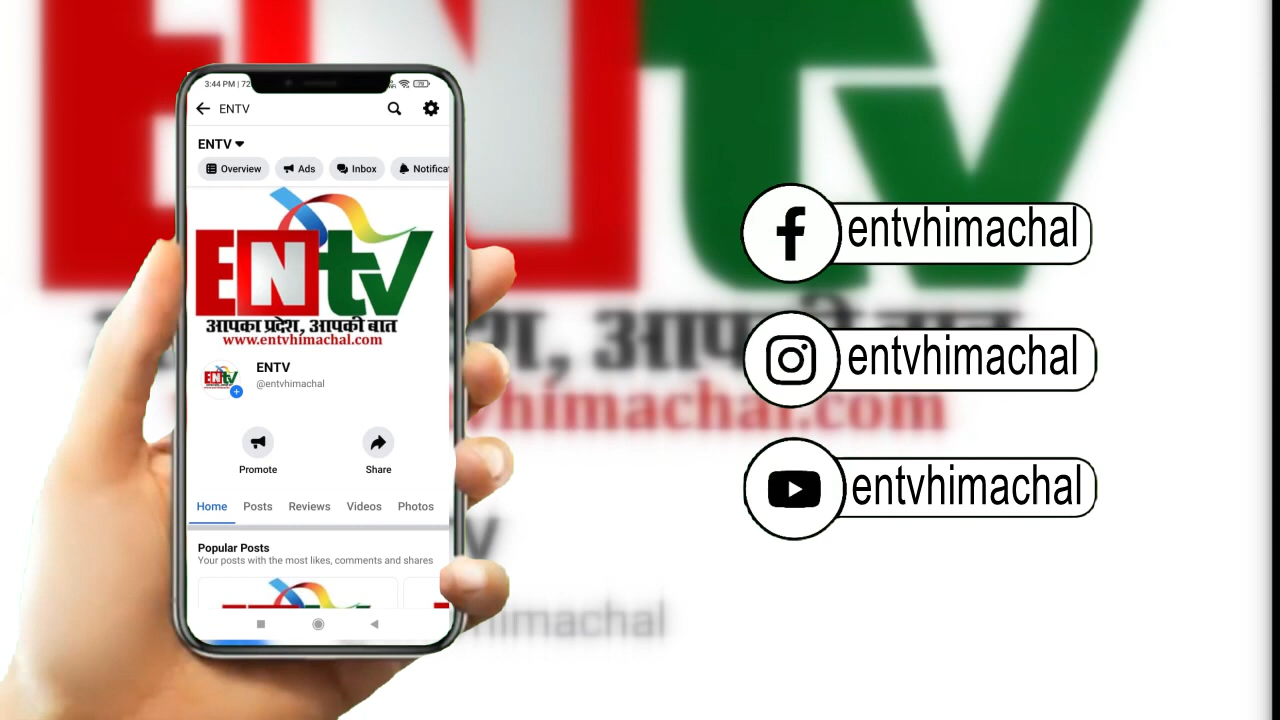 3:44 PM | 72
ENTV
ENTV
Overview
Ads
Inbox
Notifica
ENtv
आपका प्रदेश, आपकी बात
www.entvhimachal.com
ENTV
@entvhimachal
Promote
Share
Home Posts Reviews Videos Photos
Popular Posts
Your posts with the most likes, comments and shares
entvhimachal
entvhimachal
entvhimachal